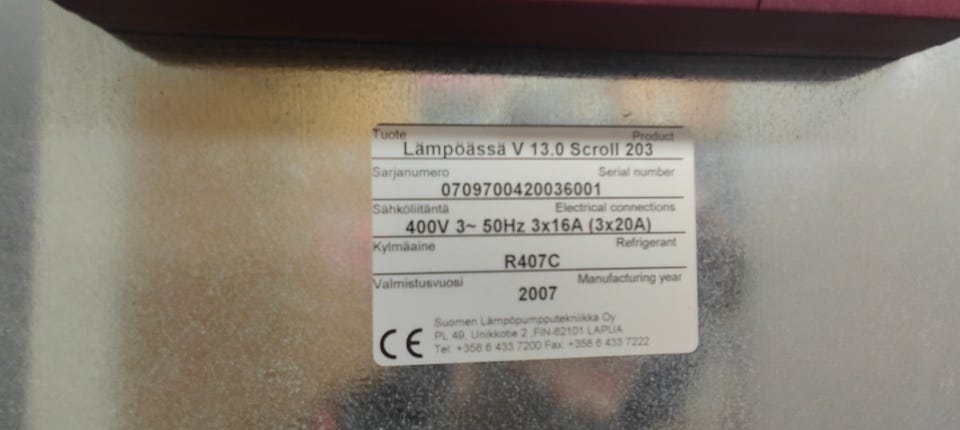 Tuote Product
Lämpöässä V 13.0 Scroll 203
Sarjanumero Serial number
0709700420036001
Sähköliitäntä Electrical connections
400V 3~ 50Hz 3x16A (3x20A)
Kylmäaine Refrigerant
R407C
Valmistusvuosi Manufacturing year
2007
CE
Suomen Lämpöpumpputekniikka Oy
PL 49, Unikkotie 2 ,FIN-62101 LAPUA
Tel: +358 6 433 7200 Fax: +358 6 433 7222